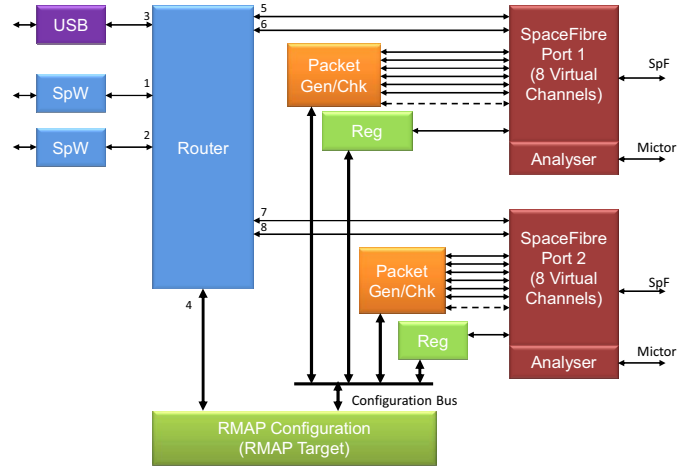 USB
3
SpW
1
SpW
2
Router
4
5
6
Packet
Gen/Chk
Reg
SpaceFibre
Port 1
(8 Virtual
Channels)
SpF
Analyser
Mictor
7
8
Packet
Gen/Chk
Reg
SpaceFibre
Port 2
(8 Virtual
Channels)
SpF
Analyser
Mictor
Configuration Bus
RMAP Configuration
(RMAP Target)